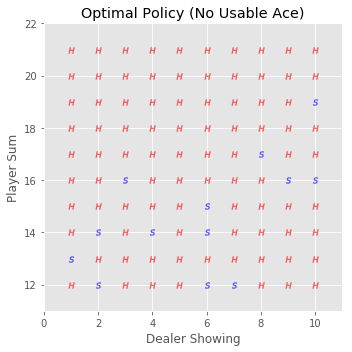 Optimal Policy (No Usable Ace)
22
H H H H H H H H H H
20 H H H H H H H H H H
H H H H H H H H H S
18 H H H H H H H H H H
H H H H H H H S H H
16 H H S H H H H H S S
H H H H H S H H H H
14 H S H S H S H H H H
S H H H H H H H H H
12 H S H H H S S H H H
0 2 4 6 8 10
Dealer Showing
Player Sum